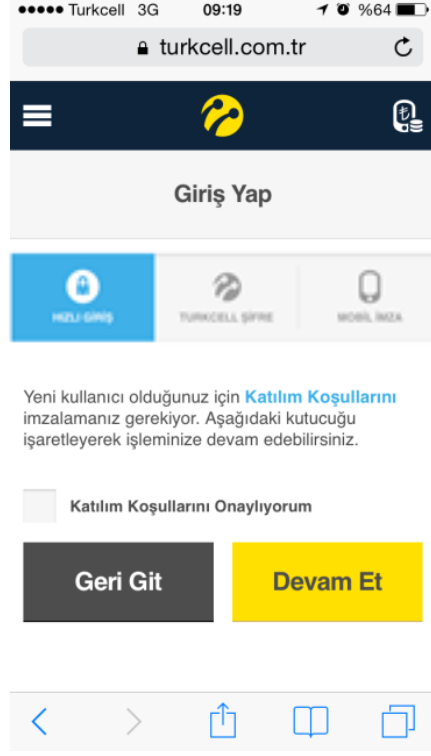 Turkcell 3G 09:19 %64
turkcell.com.tr
Giriş Yap
HIZLI GİRİŞ TURKCELL ŞİFRE MOBİL İMZA
Yeni kullanıcı olduğunuz için Katılım Koşullarını
imzalamanız gerekiyor. Aşağıdaki kutucuğu
işaretleyerek işleminize devam edebilirsiniz.
Katılım Koşullarını Onaylıyorum
Geri Git Devam Et